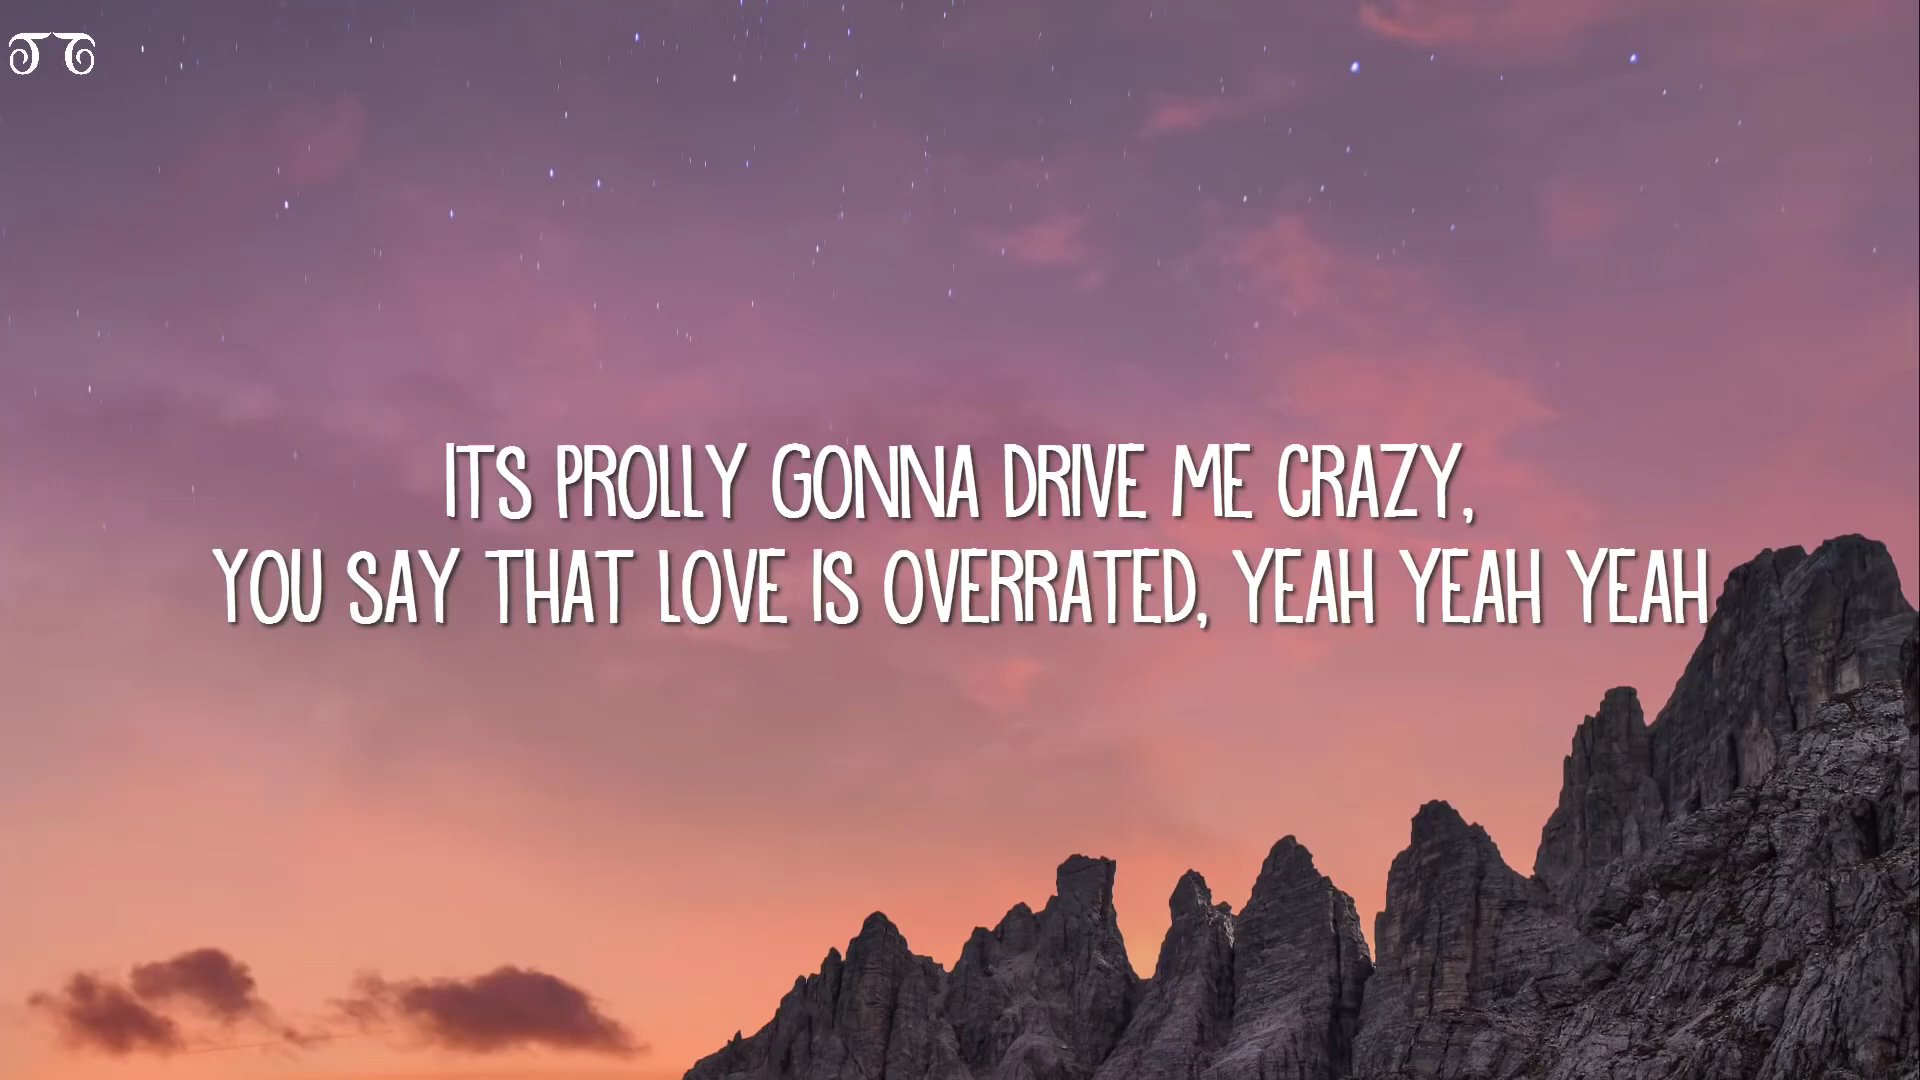 ITS PROLLY GONNA DRIVE ME CRAZY,
YOU SAY THAT LOVE IS OVERRATED, YEAH YEAH YEAH